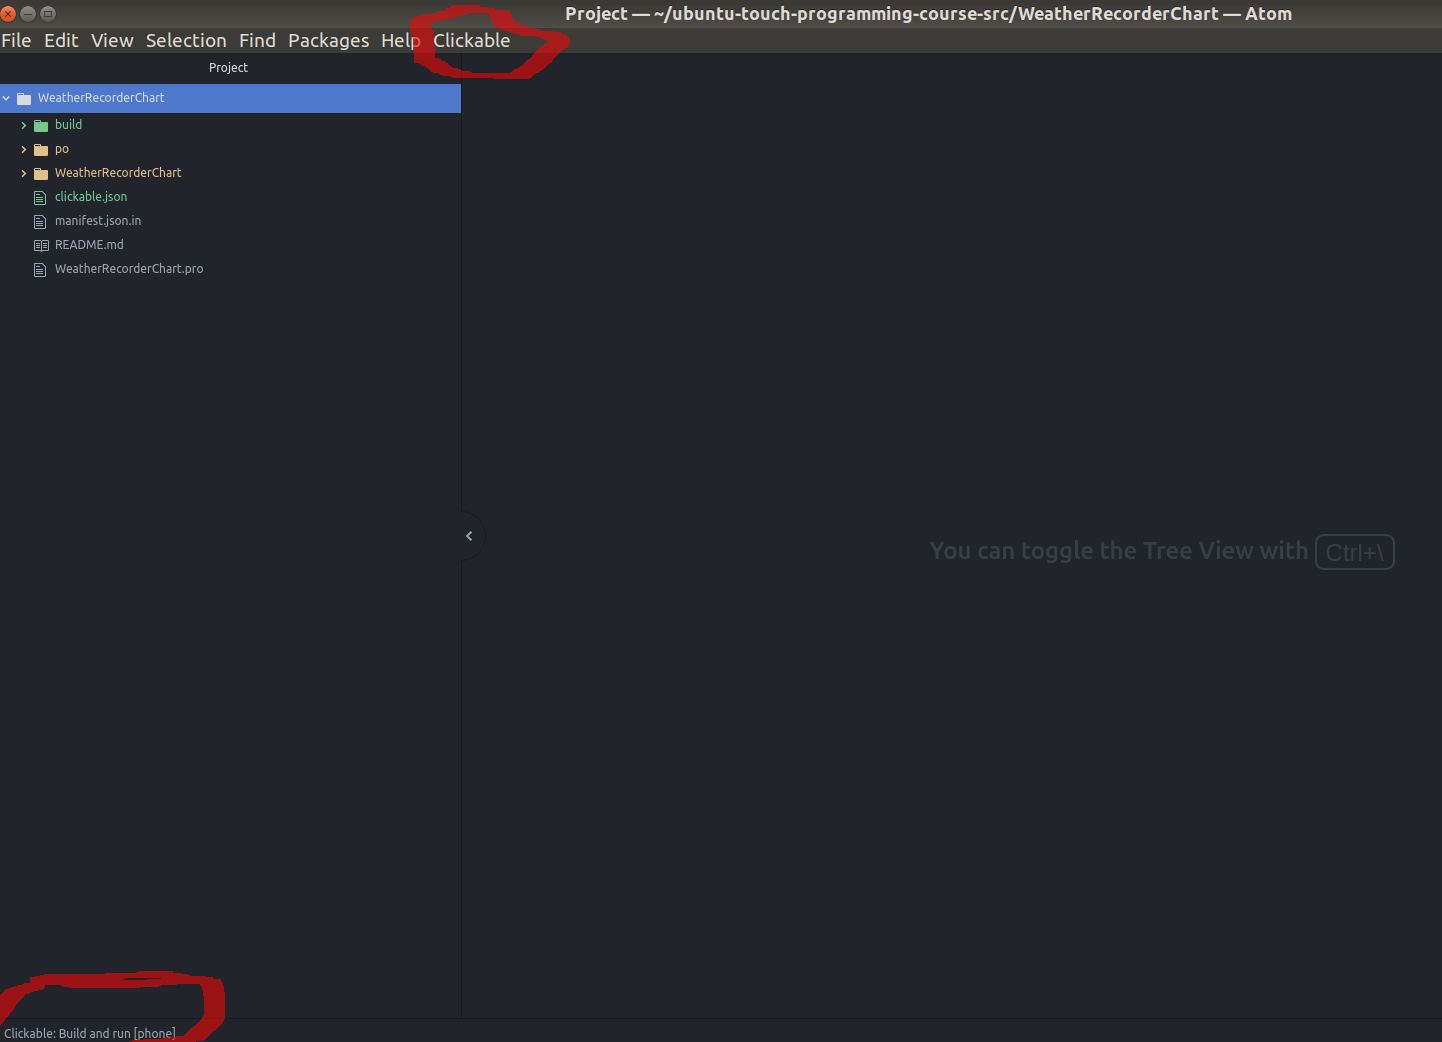 Project — ~/ubuntu-touch-programming-course-src/WeatherRecorderChart — Atom
File Edit View Selection Find Packages Help Clickable
Project
WeatherRecorderChart
build
po
WeatherRecorderChart
clickable.json
manifest.json.in
README.md
WeatherRecorderChart.pro
You can toggle the Tree View with Ctrl+\
Clickable: Build and run [phone]